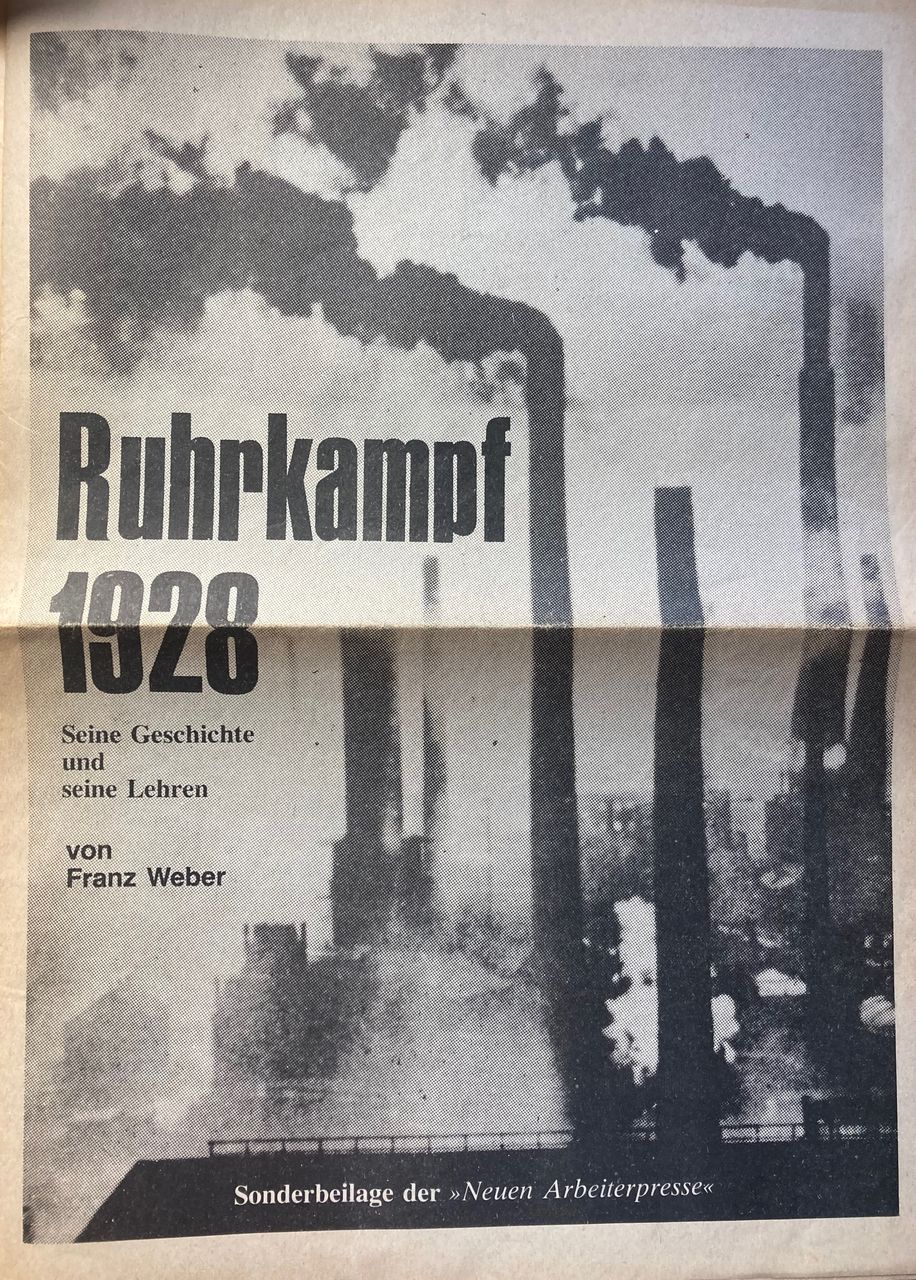 Ruhrkampf
1928
Seine Geschichte
und
seine Lehren
von
Franz Weber
Sonderbeilage der »Neuen Arbeiterpresse«